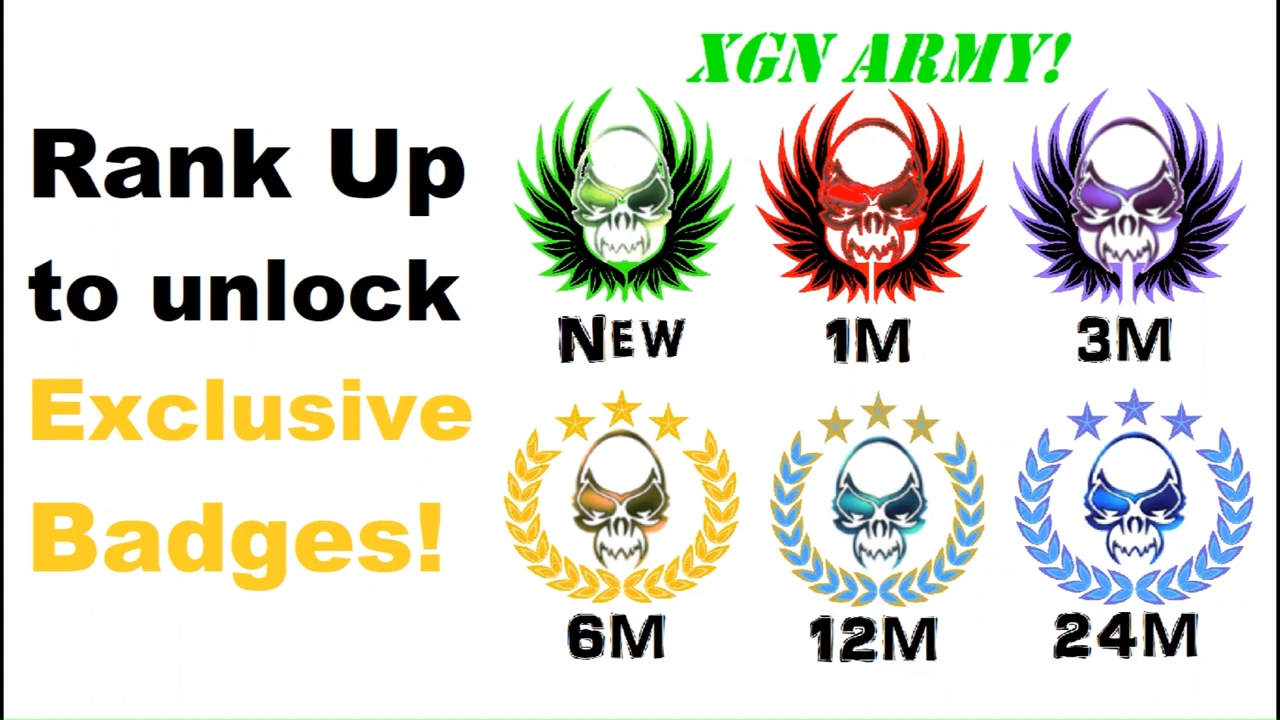 Rank Up
to unlock
Exclusive
Badges!
XGN ARMY!
New 1M 3M
6M 12M 24M